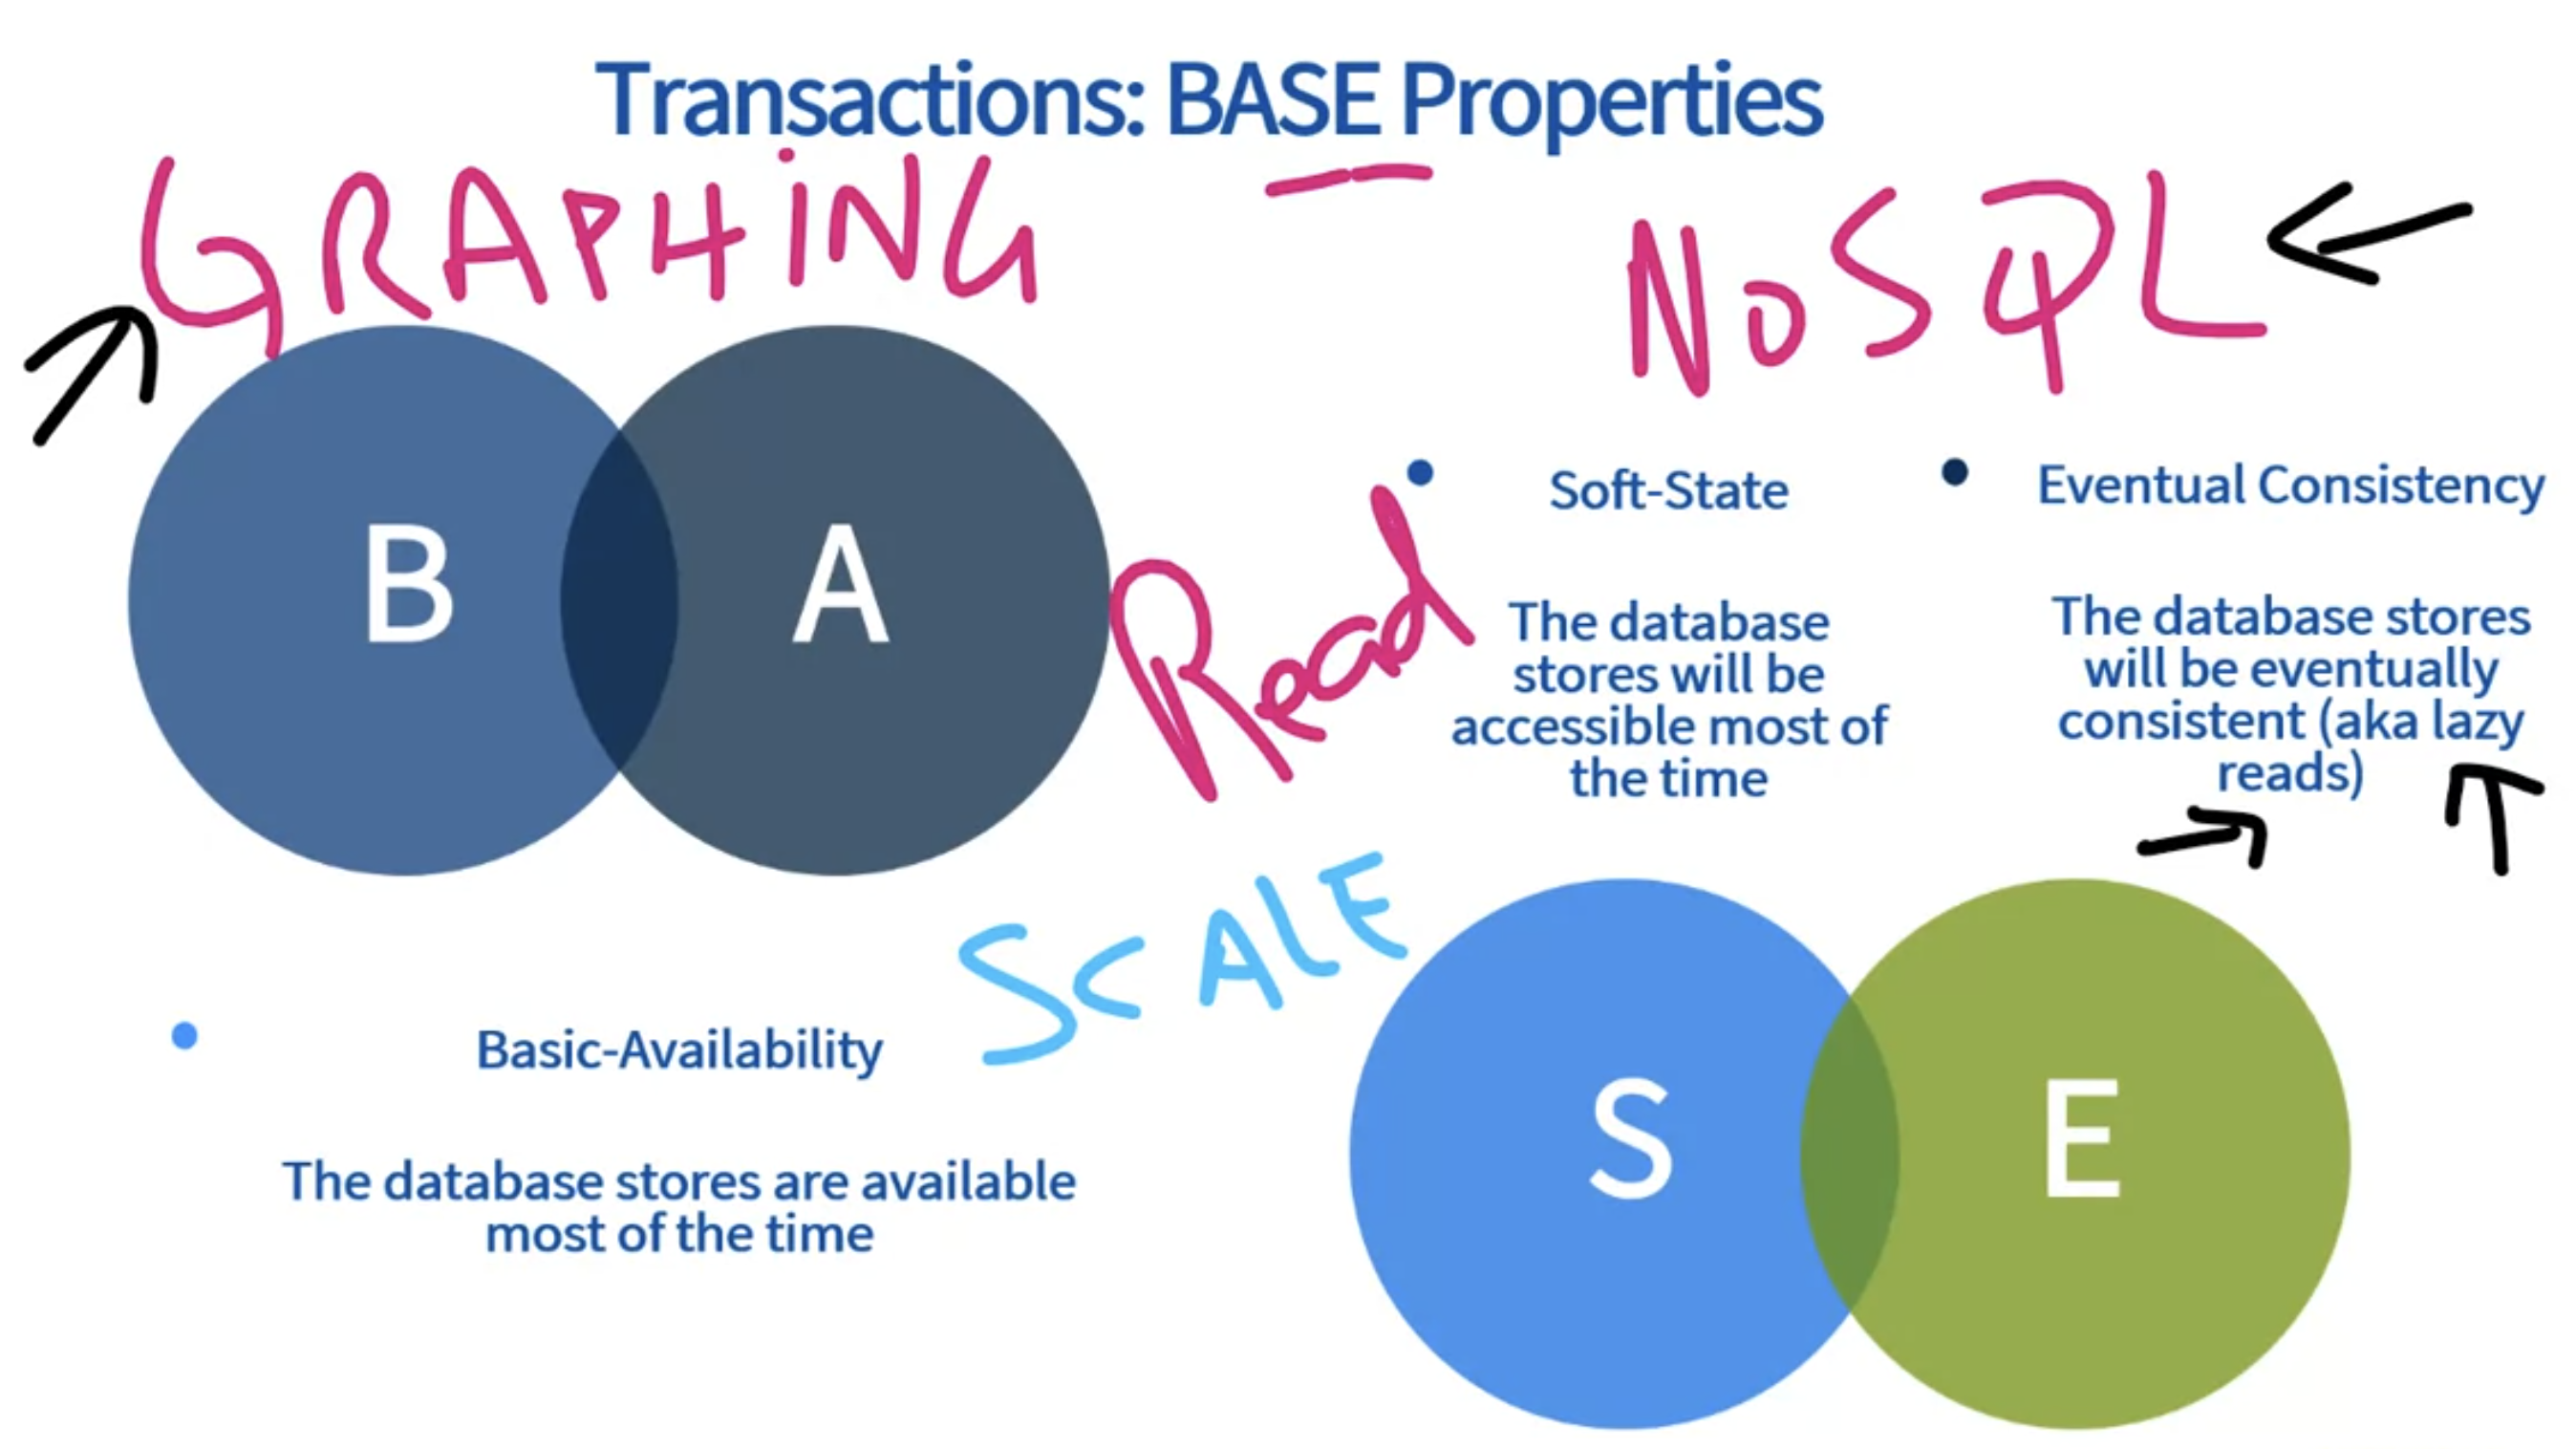 Transactions: BASE Properties
GRAPHING
NoSQL
B
A
Read
Soft-State
The database
stores will be
accessible most of
the time
Eventual Consistency
The database stores
will be eventually
consistent (aka lazy
reads)
SCALE
Basic-Availability
The database stores are available
most of the time
S
E